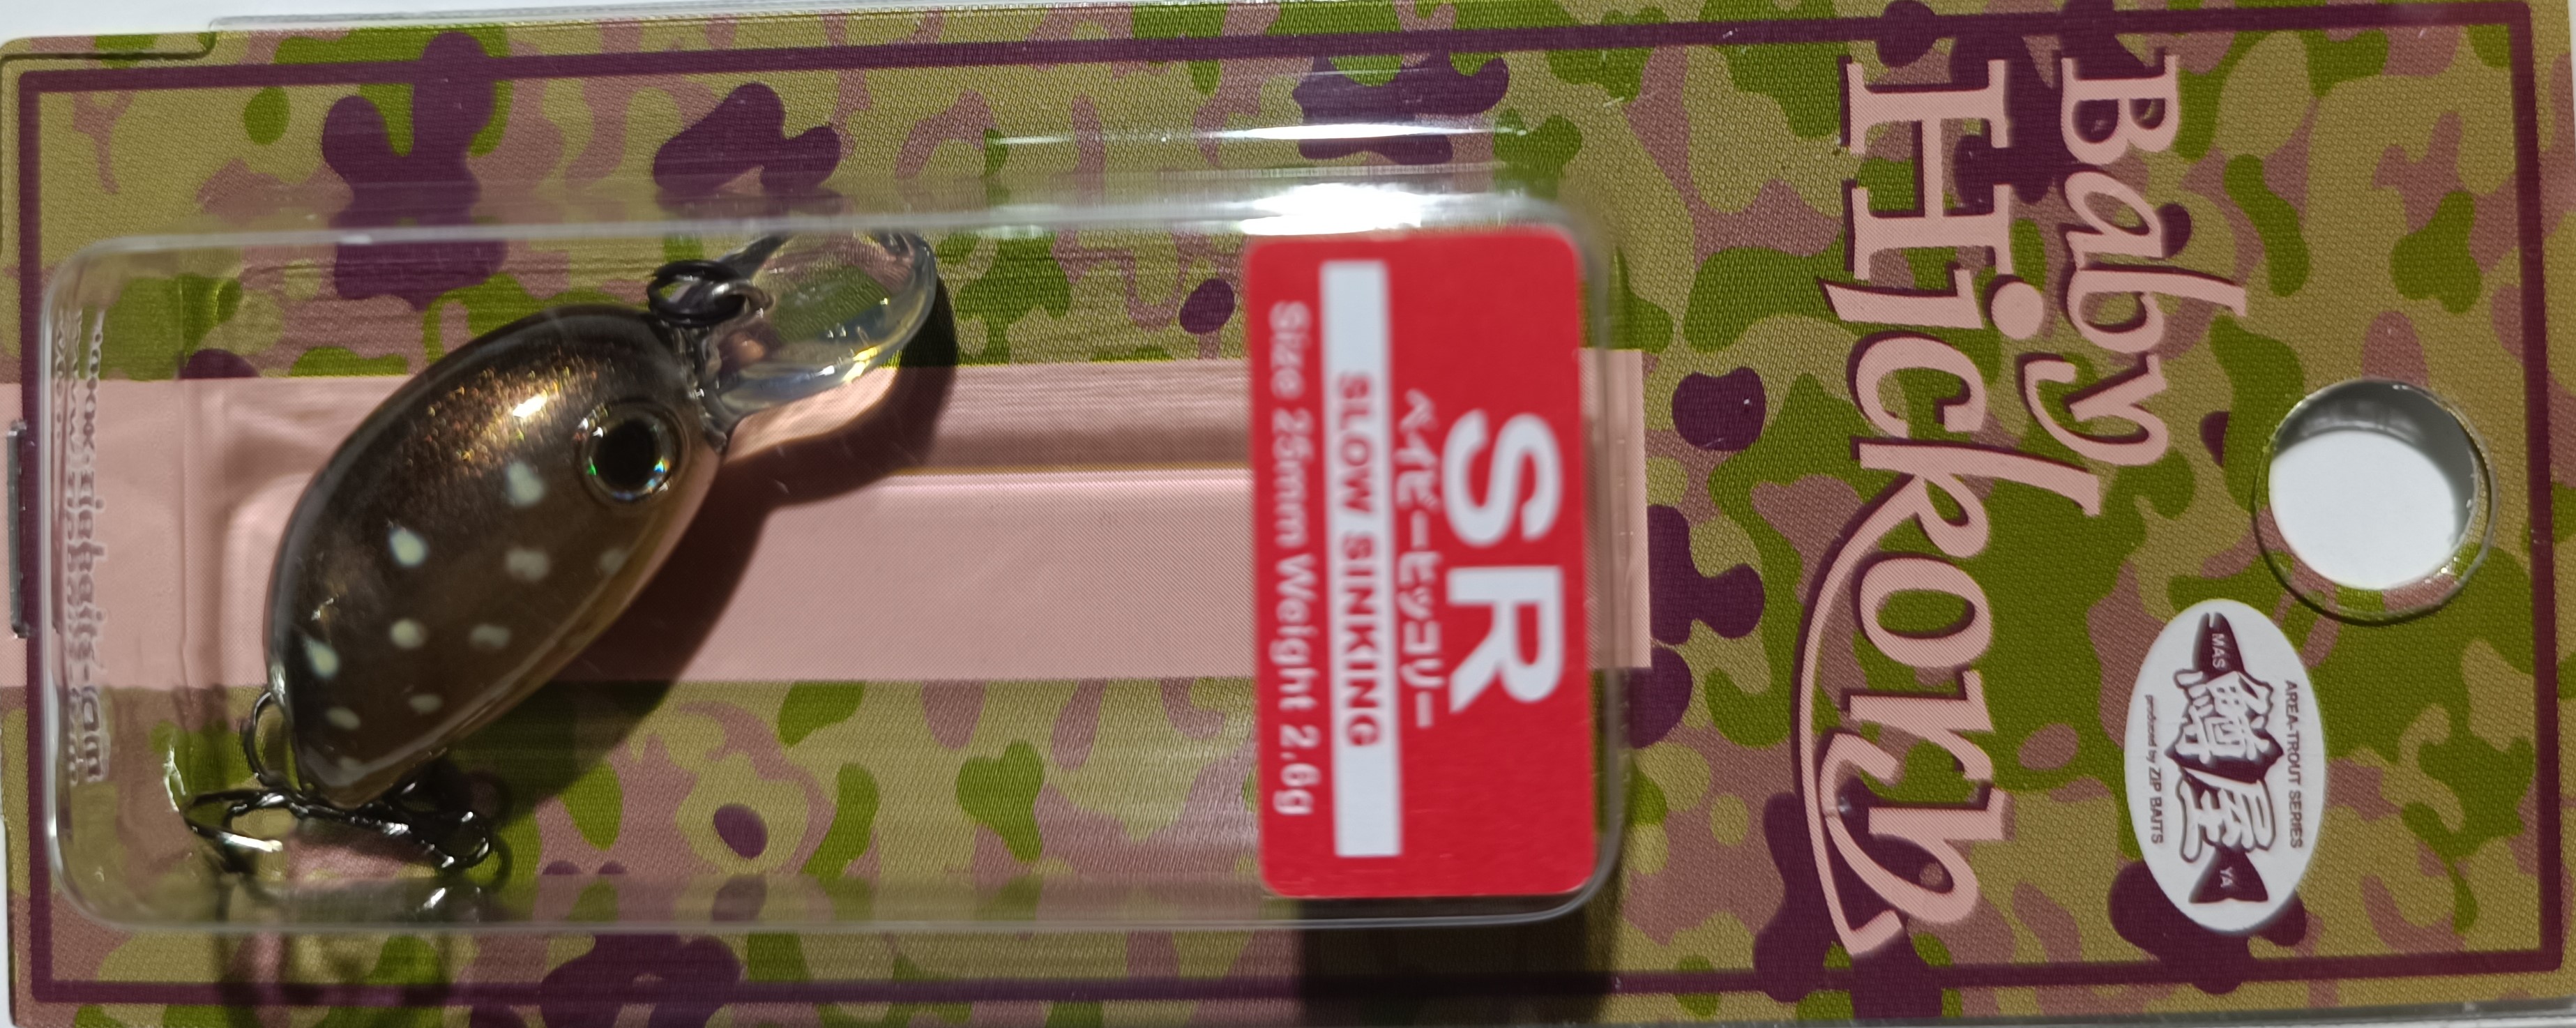 Baby
Hickory
AREA-TROUT SERIES
MAS
鱒屋
YA
produced by ZIP BAITS
SR
ベイビーヒッコリー
SLOW SINKING
Size 25mm Weight 2.6g